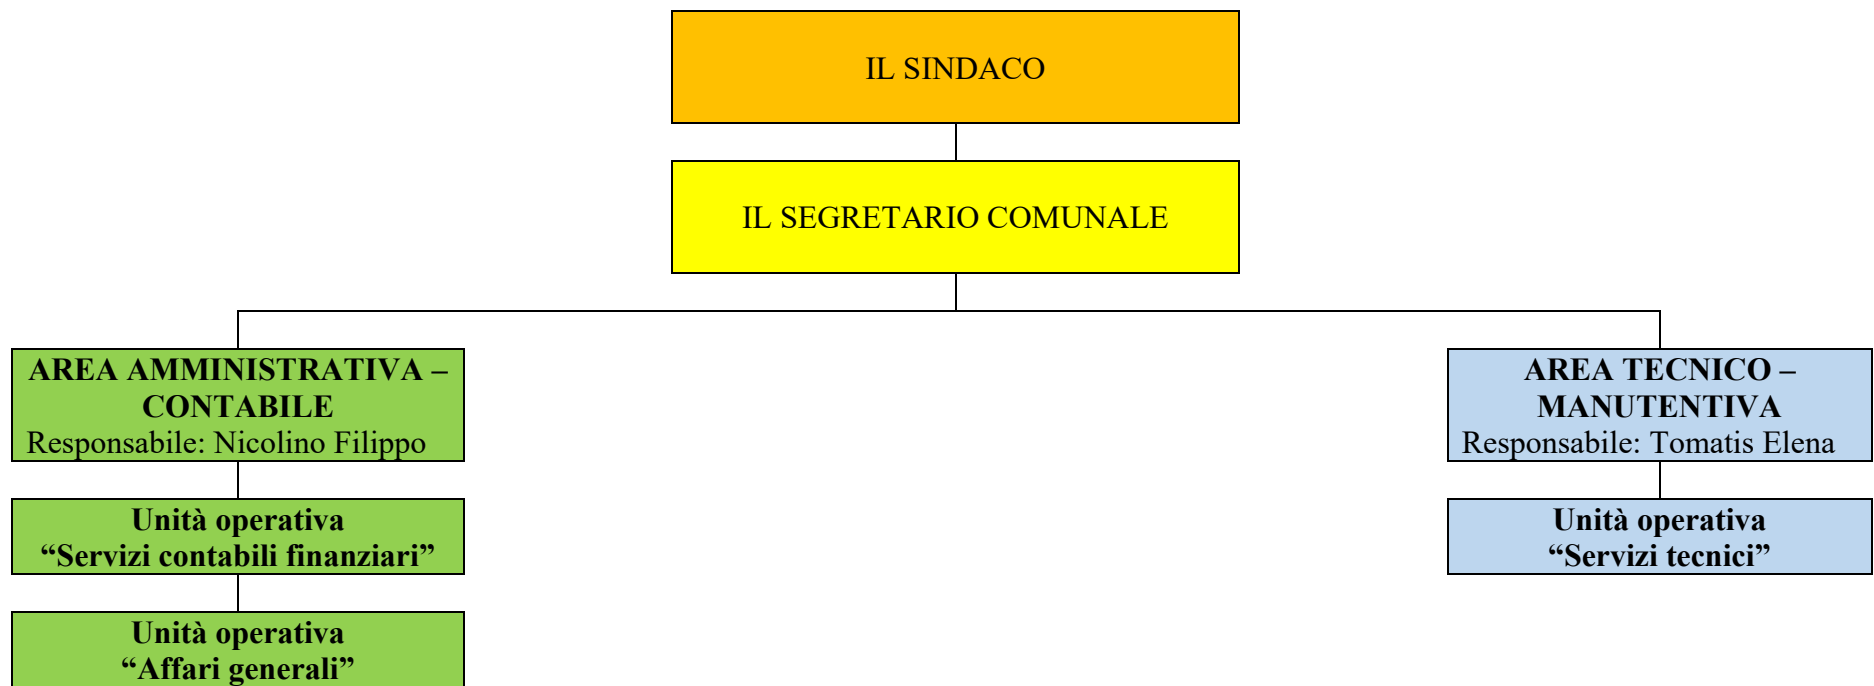 IL SINDACO
IL SEGRETARIO COMUNALE
AREA AMMINISTRATIVA –
CONTABILE
Responsabile: Nicolino Filippo
AREA TECNICO –
MANUTENTIVA
Responsabile: Tomatis Elena
Unità operativa
“Servizi contabili finanziari”
Unità operativa
“Servizi tecnici”
Unità operativa
“Affari generali”